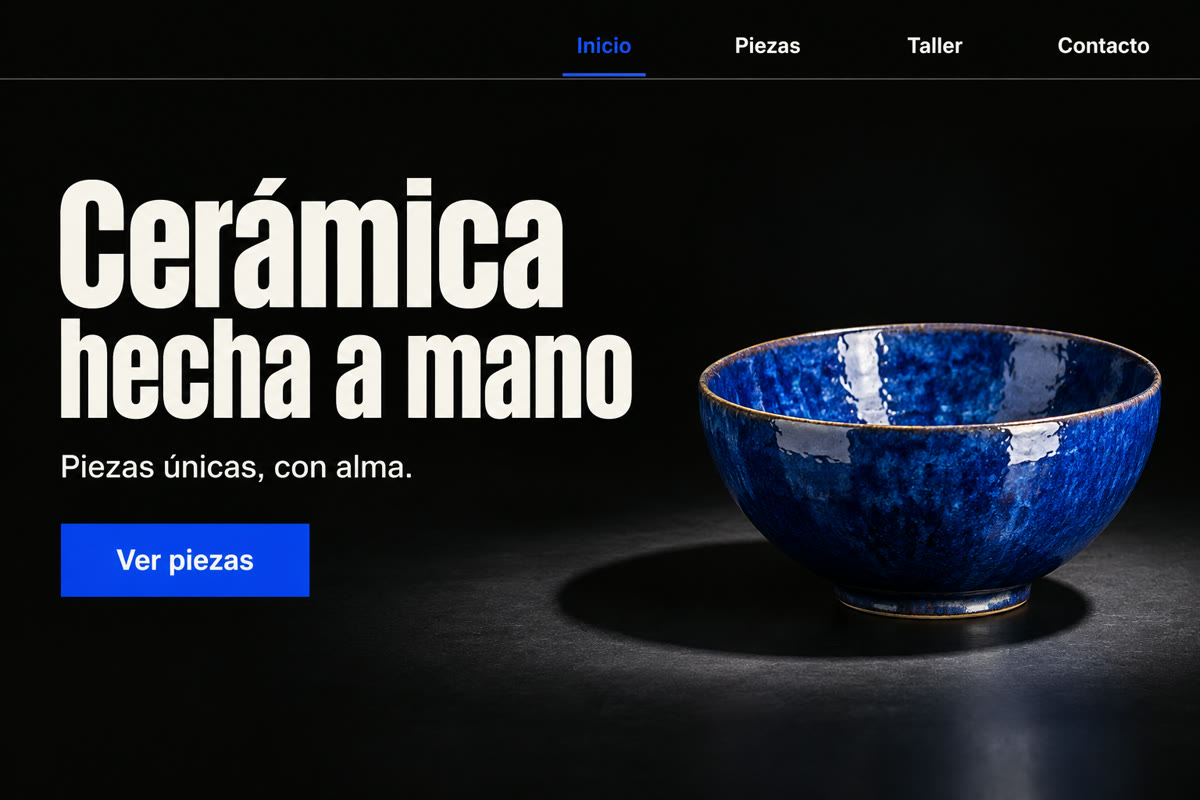 Inicio Piezas Taller Contacto
Cerámica
hecha a mano
Piezas únicas, con alma.
Ver piezas